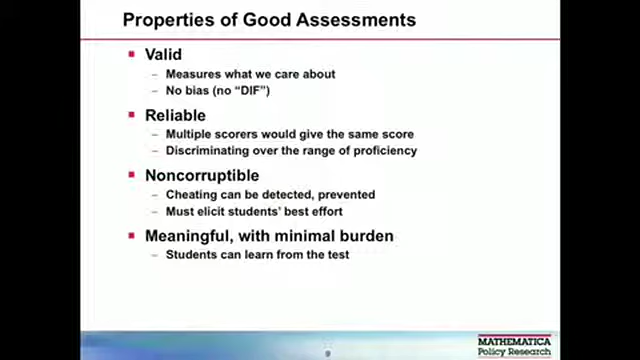 Properties of Good Assessments
Valid
– Measures what we care about
– No bias (no “DIF”)
Reliable
– Multiple scorers would give the same score
– Discriminating over the range of proficiency
Noncorruptible
– Cheating can be detected, prevented
– Must elicit students’ best effort
Meaningful, with minimal burden
– Students can learn from the test
MATHEMATICA
Policy Research